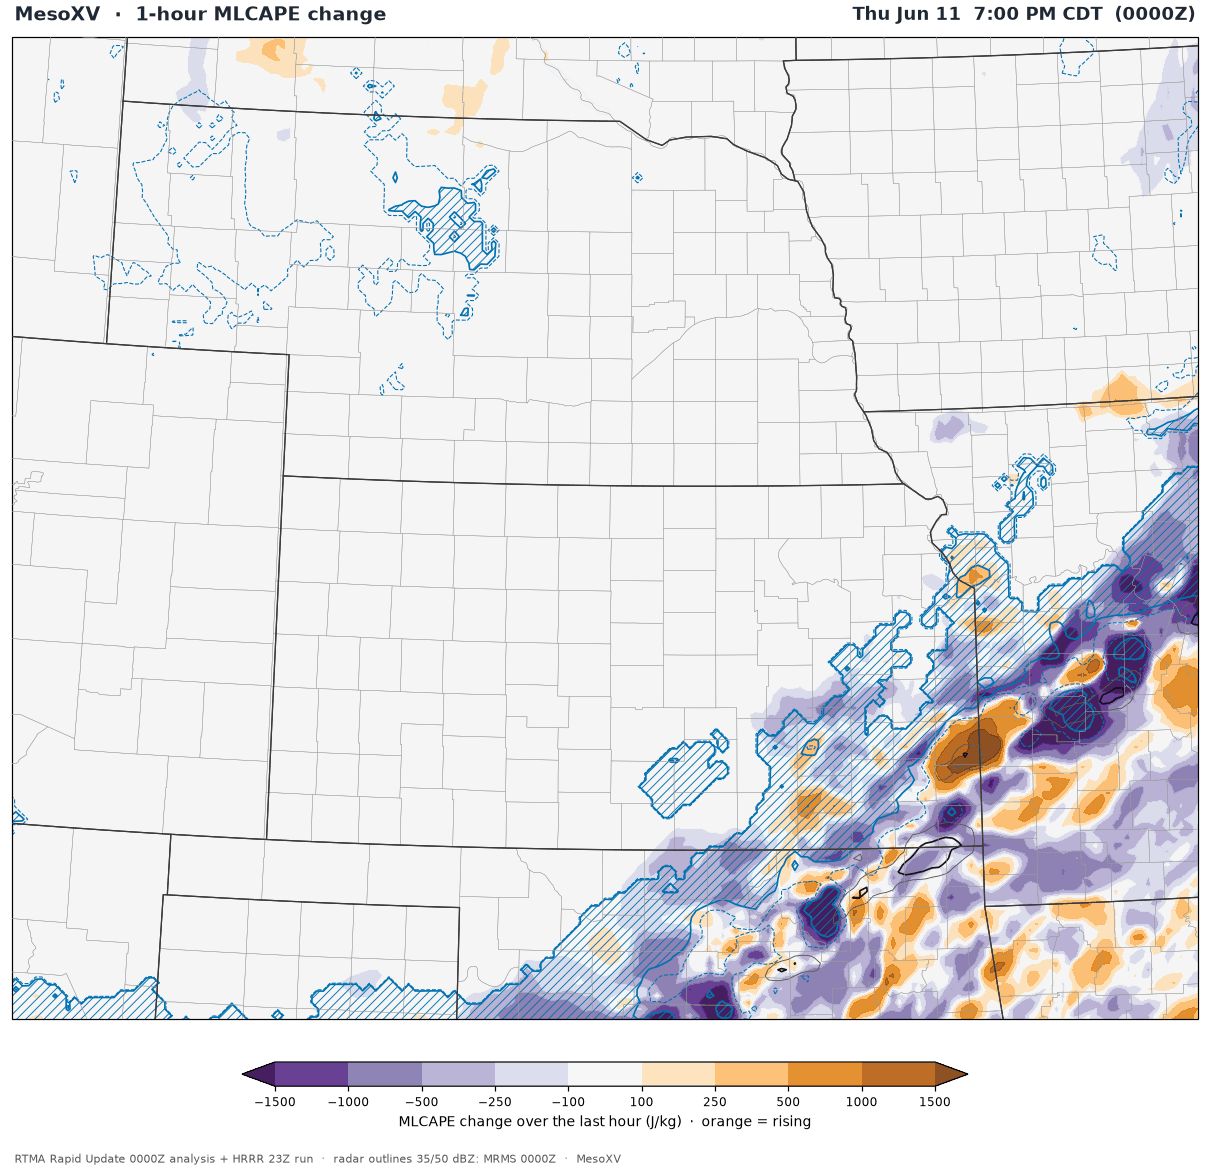 MesoXV · 1-hour MLCAPE change
Thu Jun 11 7:00 PM CDT (0000Z)
−1500 −1000 −500 −250 −100 100 250 500 1000 1500
MLCAPE change over the last hour (J/kg) · orange = rising
RTMA Rapid Update 0000Z analysis + HRRR 23Z run · radar outlines 35/50 dBZ: MRMS 0000Z · MesoXV